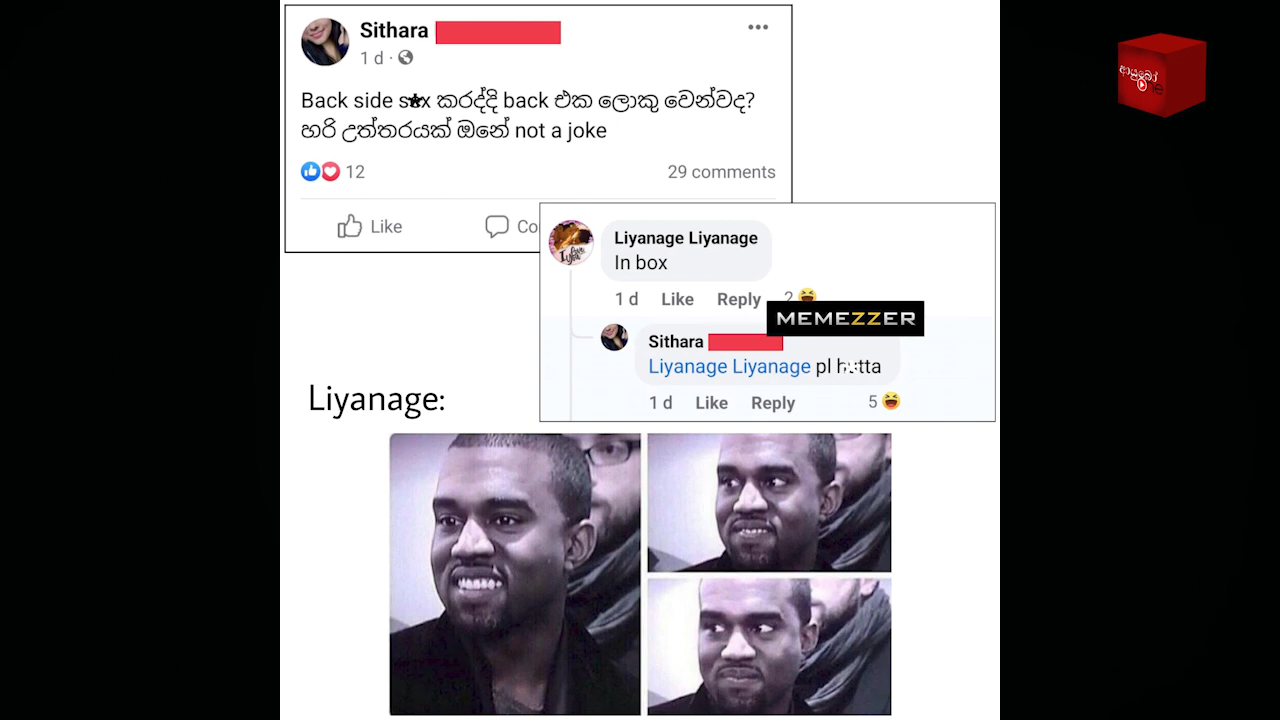 Sithara
1 d
Back side s★x කරද්දි back එක ලොකු වෙන්වද?
හරි උත්තරයක් ඔනේ not a joke
12
29 comments
Like
Co
Liyanage Liyanage
In box
1 d Like Reply 2
MEMEZZER
Sithara
Liyanage Liyanage pl
1 d Like Reply 5
Liyanage: